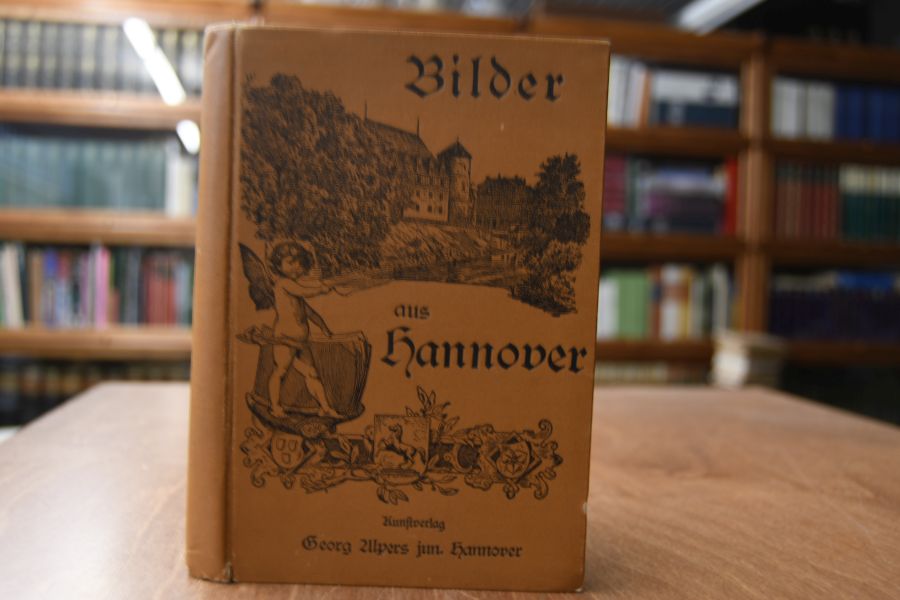 Bilder
aus
Hannover
Kunstverlag
Georg Alpers jun. Hannover